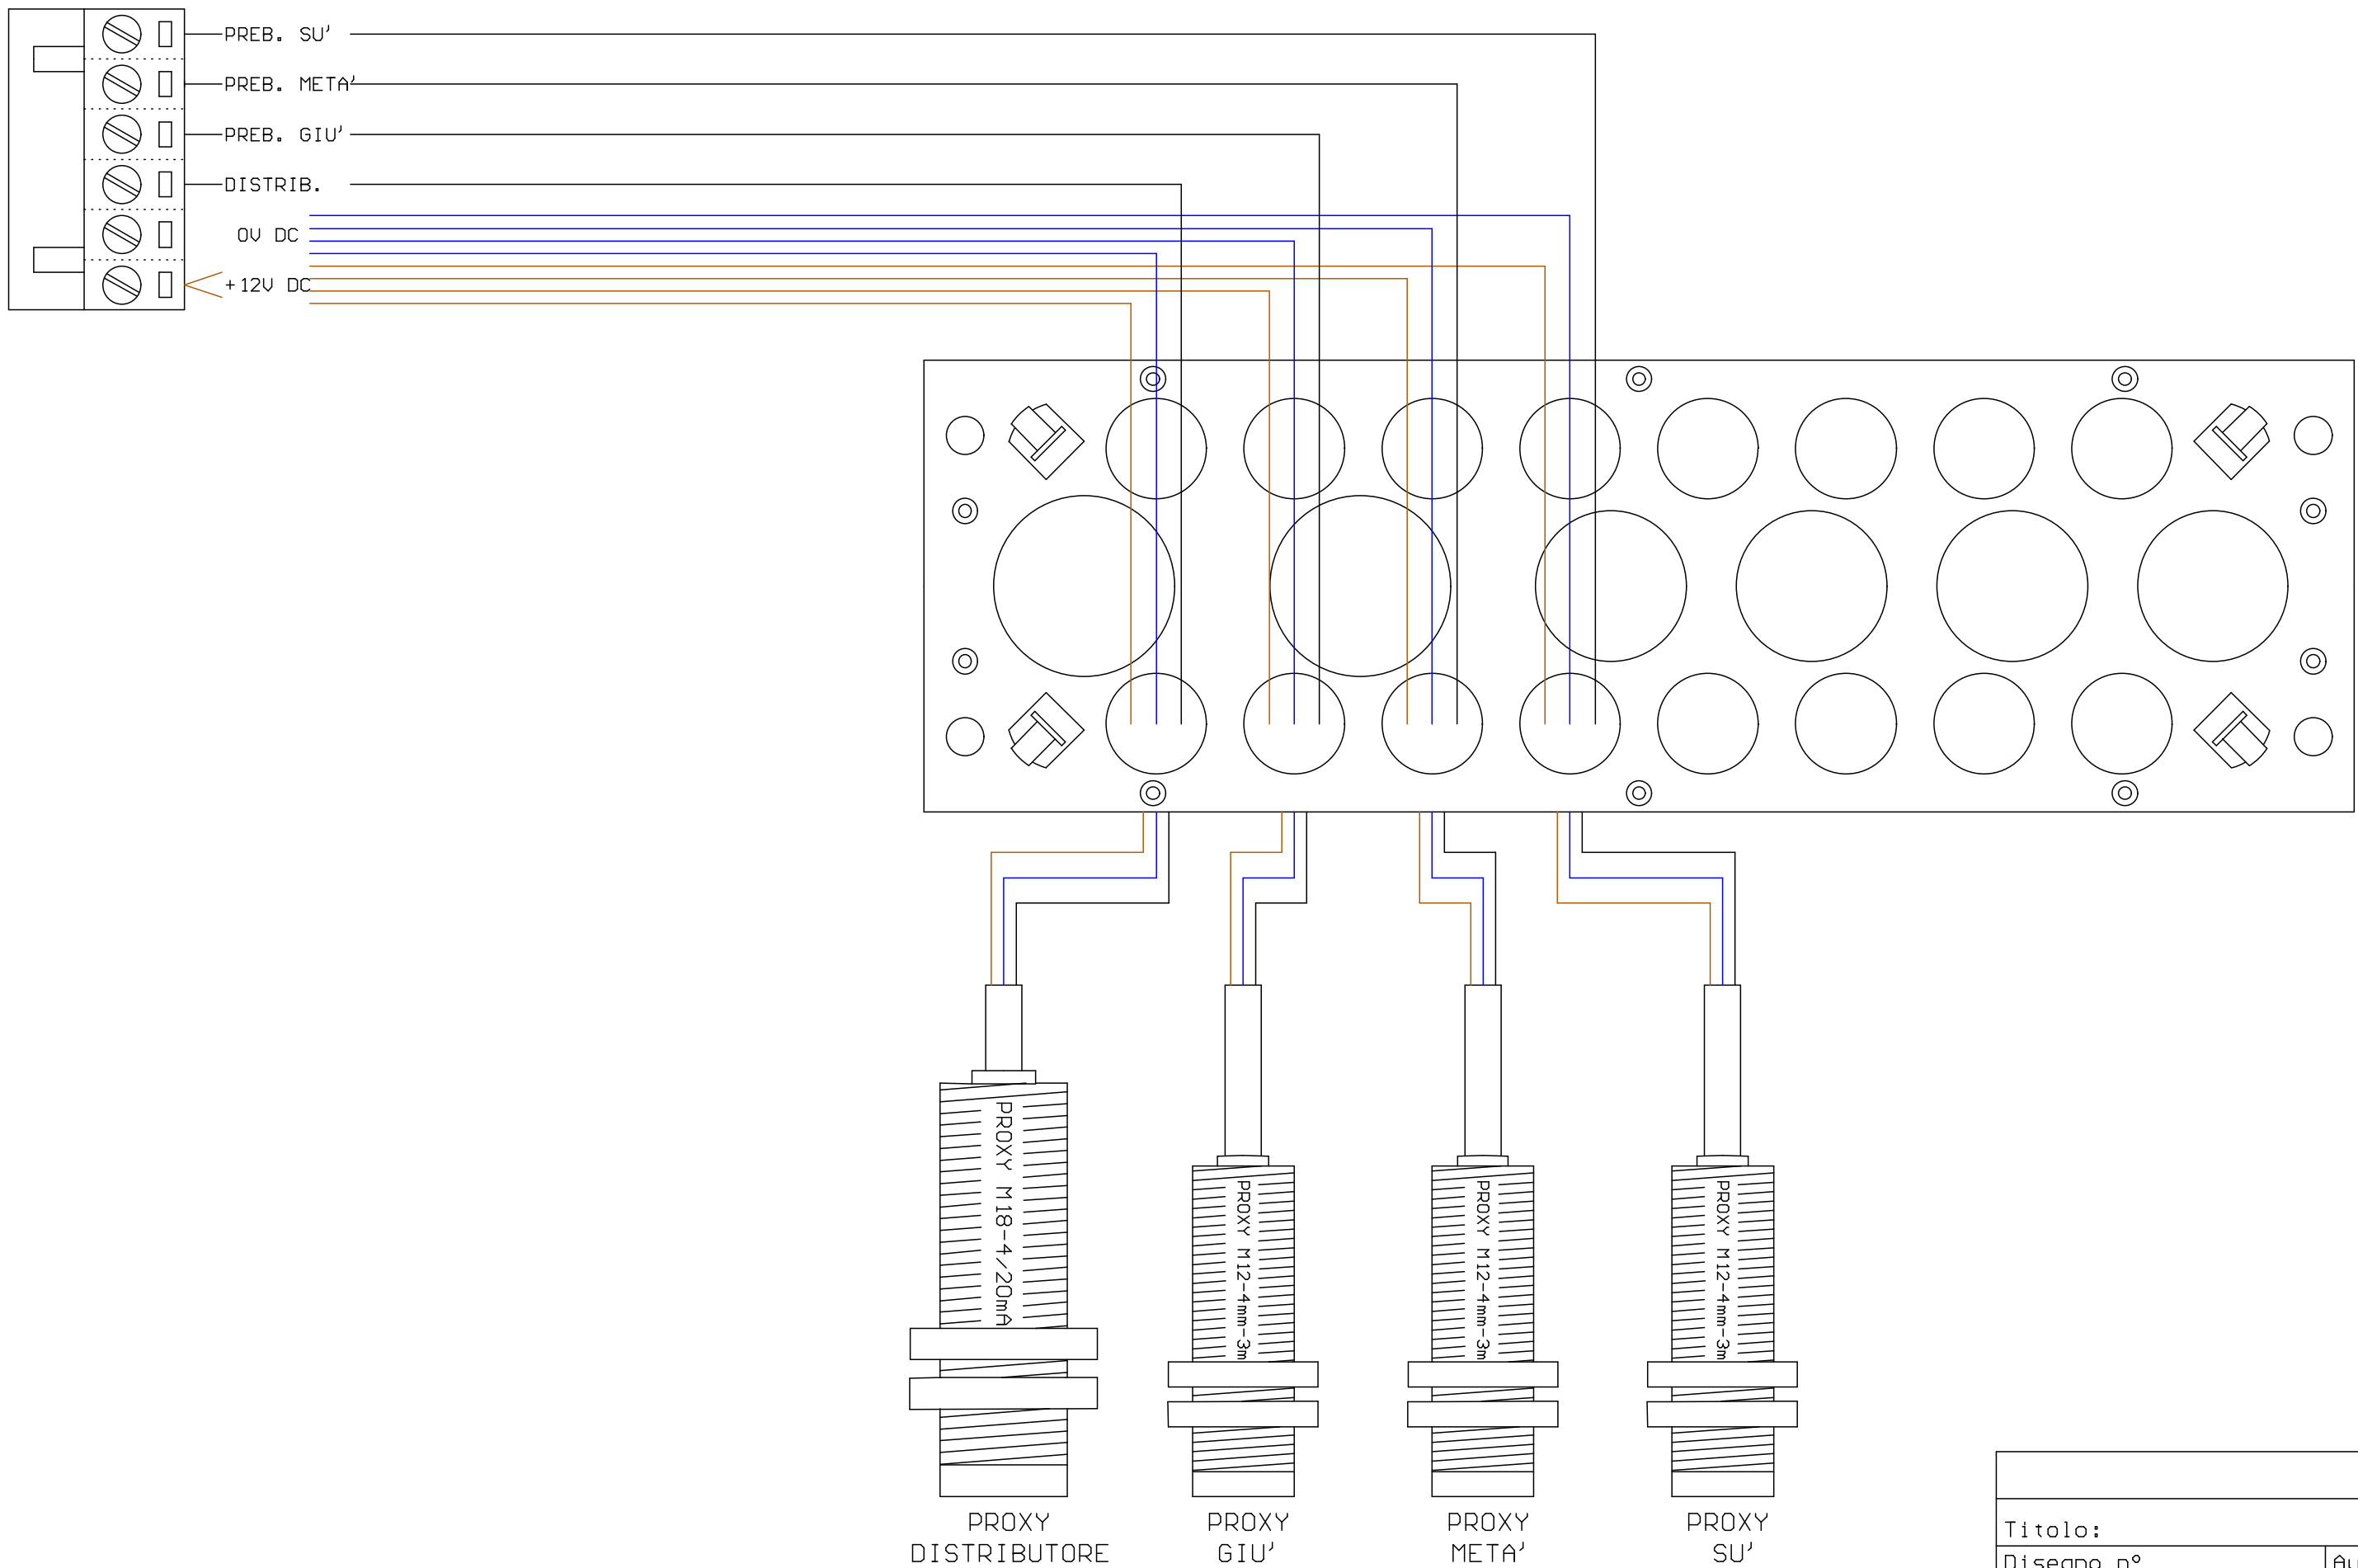 PREB. SU'
PREB. META'
PREB. GIU'
DISTRIB.
0V DC
+12V DC
PROXY M18-4/20mA
PROXY M12-4mm-3m
PROXY M12-4mm-3m
PROXY M12-4mm-3m
PROXY DISTRIBUTORE
PROXY GIU'
PROXY META'
PROXY SU'
Titolo:
Disegno n°